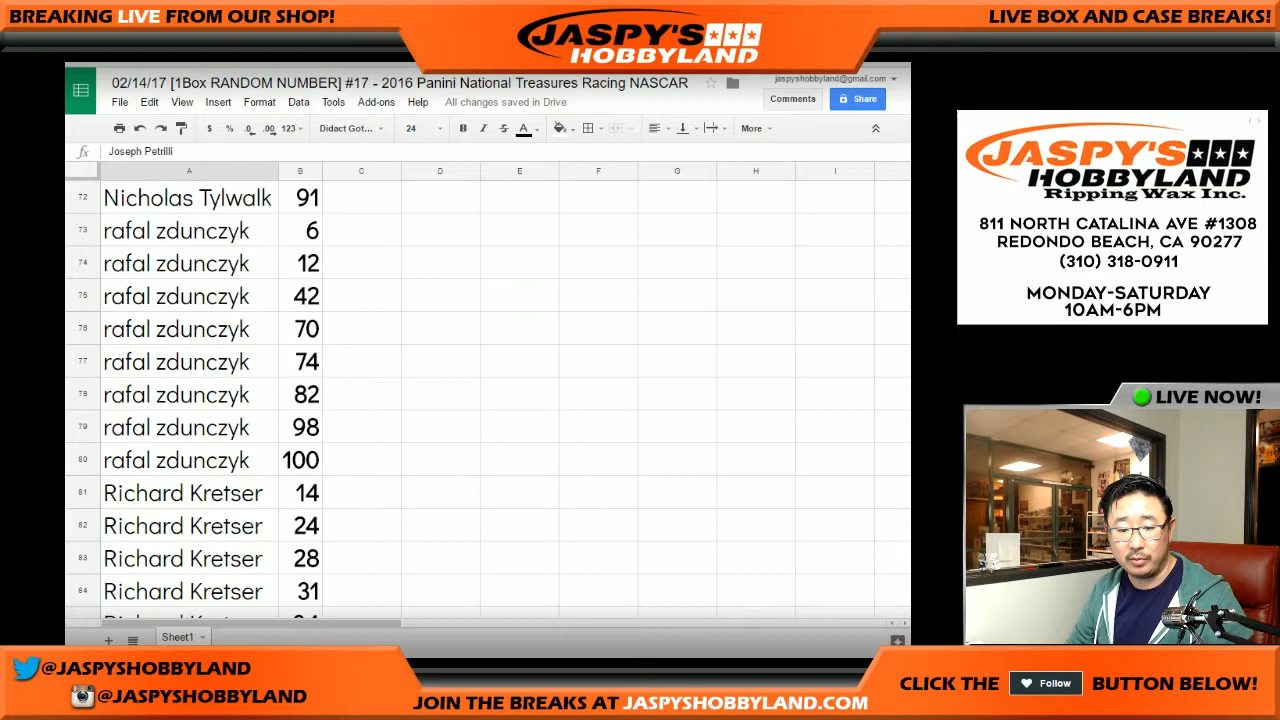 BREAKING LIVE FROM OUR SHOP!
JASPY'S
HOBBYLAND
LIVE BOX AND CASE BREAKS!
02/14/17 [1Box RANDOM NUMBER] #17 - 2016 Panini National Treasures Racing NASCAR
jaspyshobbyland@gmail.com
File Edit View Insert Format Data Tools Add-ons Help All changes saved in Drive
Comments
Share
$ % .0 .00 123 Didact Got... 24 B I S A More
fx Joseph Petrilli
A B C D E F G H I
72 Nicholas Tylwalk 91
73 rafal zdunczyk 6
74 rafal zdunczyk 12
75 rafal zdunczyk 42
76 rafal zdunczyk 70
77 rafal zdunczyk 74
78 rafal zdunczyk 82
79 rafal zdunczyk 98
80 rafal zdunczyk 100
81 Richard Kretser 14
82 Richard Kretser 24
83 Richard Kretser 28
84 Richard Kretser 31
Sheet1
JASPY'S
HOBBYLAND
Ripping Wax Inc.
811 NORTH CATALINA AVE #1308
REDONDO BEACH, CA 90277
(310) 318-0911
MONDAY-SATURDAY
10AM-6PM
LIVE NOW!
@JASPYSHOBBYLAND
@JASPYSHOBBYLAND
JOIN THE BREAKS AT JASPYSHOBBYLAND.COM
CLICK THE Follow BUTTON BELOW!